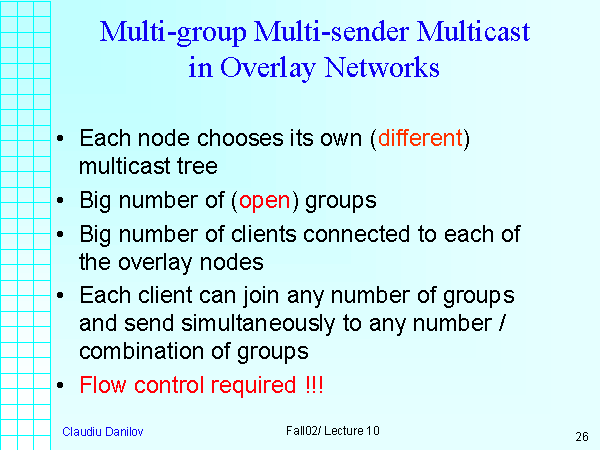 Multi-group Multi-sender Multicast
in Overlay Networks
• Each node chooses its own (different)
multicast tree
• Big number of (open) groups
• Big number of clients connected to each of
the overlay nodes
• Each client can join any number of groups
and send simultaneously to any number /
combination of groups
• Flow control required !!!
Claudiu Danilov
Fall02/ Lecture 10
26